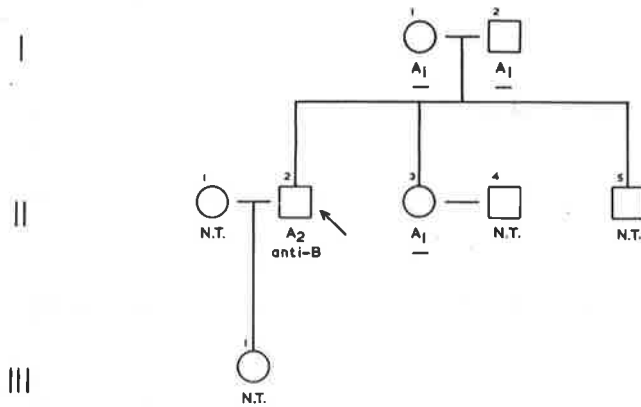 I
1 2
A1 A1
— —
II
1 2 3 4 5
N.T. A2 A1 N.T. N.T.
anti-B —
III
1
N.T.